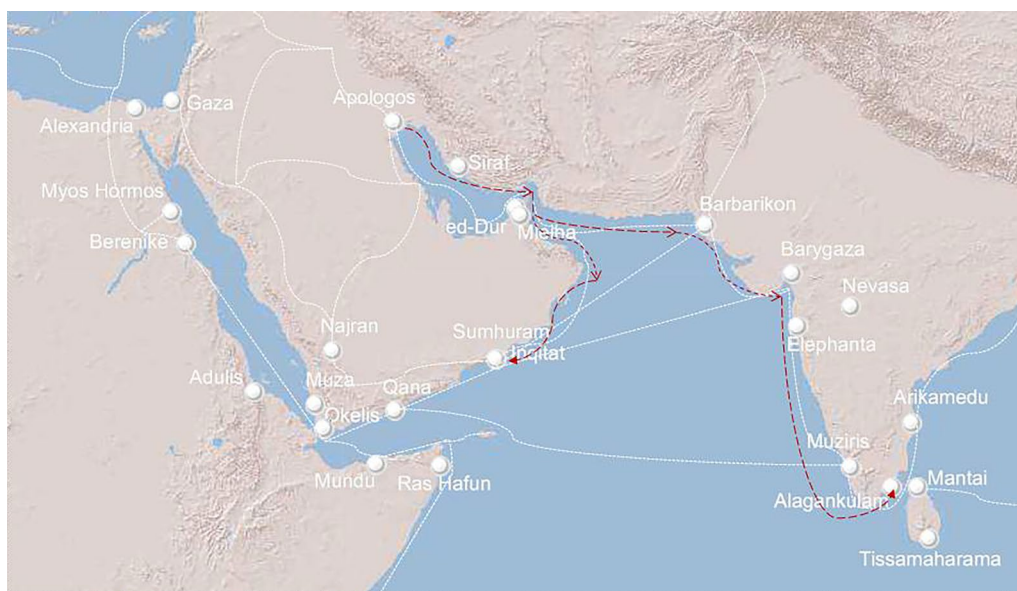 Gaza
Apologos
Alexandria
Siraf
Myos Hormos
Barbarikon
ed-Dur
Mleiha
Berenike
Barygaza
Nevasa
Najran
Sumhuram
Inqitat
Elephanta
Adulis
Muza
Qana
Okelis
Arikamedu
Muziris
Mundu
Ras Hafun
Alagankulam
Mantai
Tissamaharama